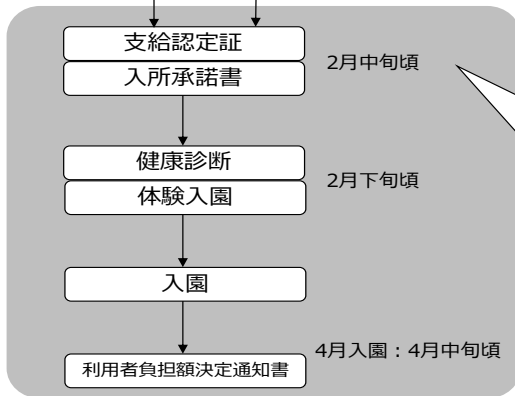 支給認定証
入所承諾書
2月中旬頃
健康診断
体験入園
2月下旬頃
入園
4月入園：4月中旬頃
利用者負担額決定通知書